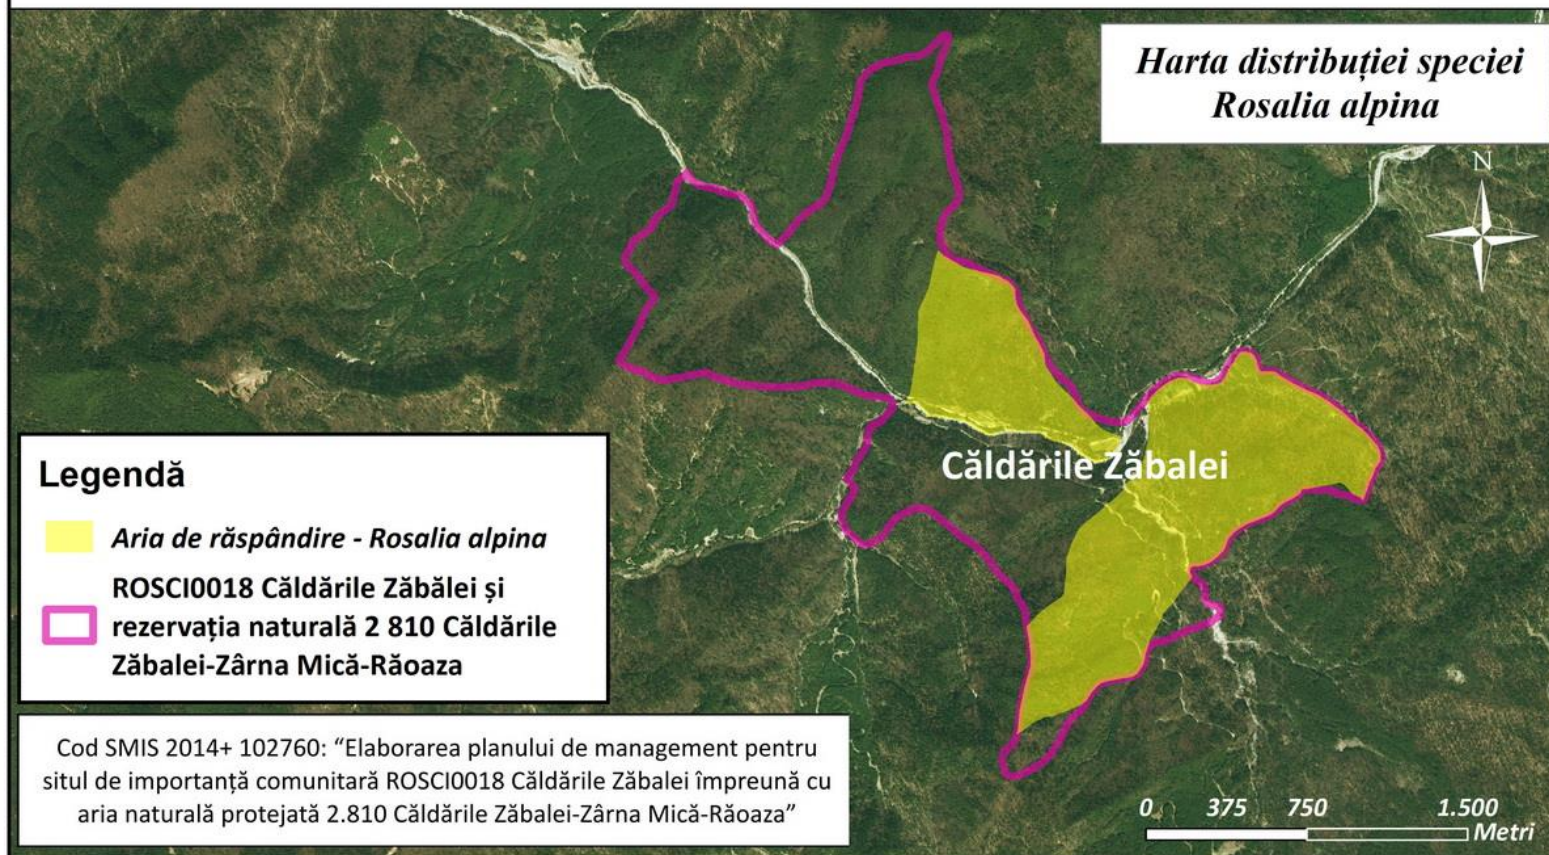 Harta distribuției speciei
Rosalia alpina
N
Căldările Zăbalei
Legendă
Aria de răspândire - Rosalia alpina
ROSCI0018 Căldările Zăbălei și
rezervația naturală 2 810 Căldările
Zăbalei-Zârna Mică-Răoaza
Cod SMIS 2014+ 102760: “Elaborarea planului de management pentru
situl de importanță comunitară ROSCI0018 Căldările Zăbalei împreună cu
aria naturală protejată 2.810 Căldările Zăbalei-Zârna Mică-Răoaza”
0 375 750 1.500
Metri